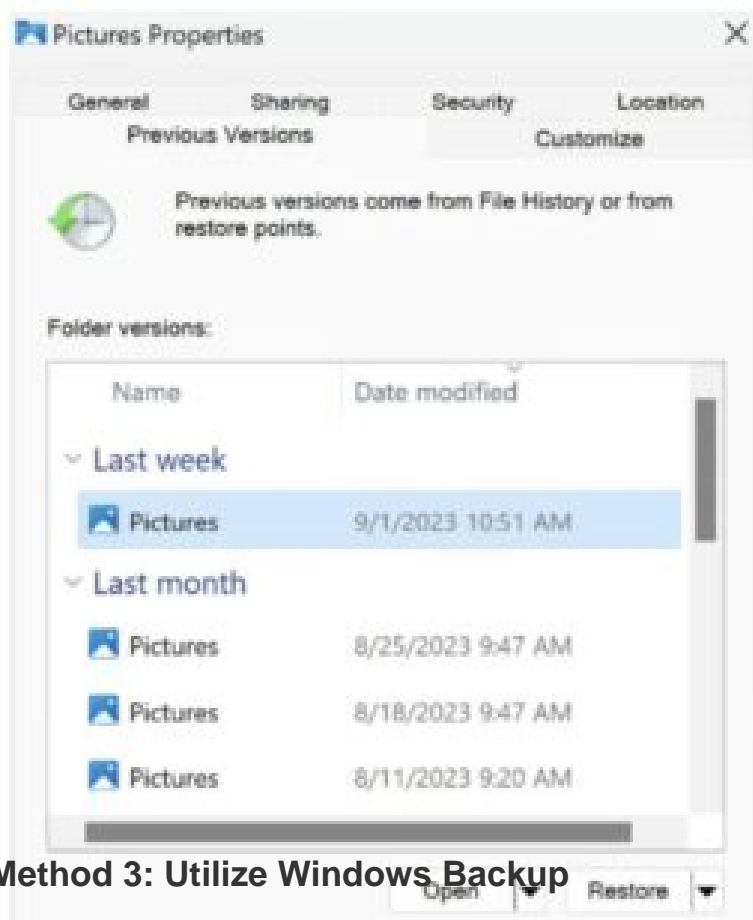 Pictures Properties
General Sharing Security Location
Previous Versions Customize
Previous versions come from File History or from
restore points.
Folder versions:
Name Date modified
Last week
Pictures 9/1/2023 10:51 AM
Last month
Pictures 8/25/2023 9:47 AM
Pictures 8/18/2023 9:47 AM
Pictures 8/11/2023 9:20 AM
Method 3: Utilize Windows Backup
Open Restore